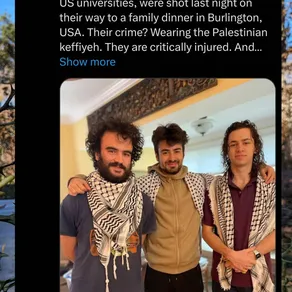 US universities, were shot last night on
their way to a family dinner in Burlington,
USA. Their crime? Wearing the Palestinian
keffiyeh. They are critically injured. And...
Show more